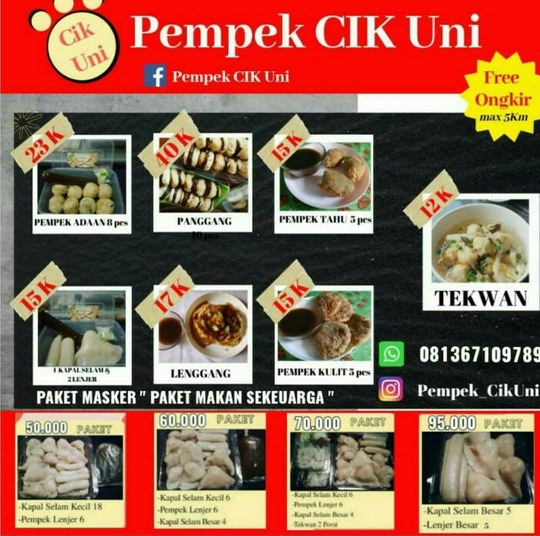 Cik
Uni
Pempek CIK Uni
Pempek CIK Uni
Free
Ongkir
max 5Km
23 K
PEMPEK ADAAN 8 pcs
40 K
PANGGANG
10 pcs
15 K
PEMPEK TAHU 5 pcs
12 K
TEKWAN
15 K
1 KAPAL SELAM &
2 LENJER
17 K
LENGGANG
15 K
PEMPEK KULIT 5 pcs
081367109789
Pempek_CikUni
PAKET MASKER " PAKET MAKAN SEKEUARGA "
50.000 PAKET
-Kapal Selam Kecil 18
-Pempek Lenjer 6
60.000 PAKET
-Kapal Selam Kecil 6
-Pempek Lenjer 6
-Kapal Selam Besar 4
70.000 PAKET
-Kapal Selam Kecil 6
-Pempek Lenjer 6
-Kapal Selam Besar 4
-Tekwan 2 Porsi
95.000 PAKET
-Kapal Selam Besar 5
-Lenjer Besar 5